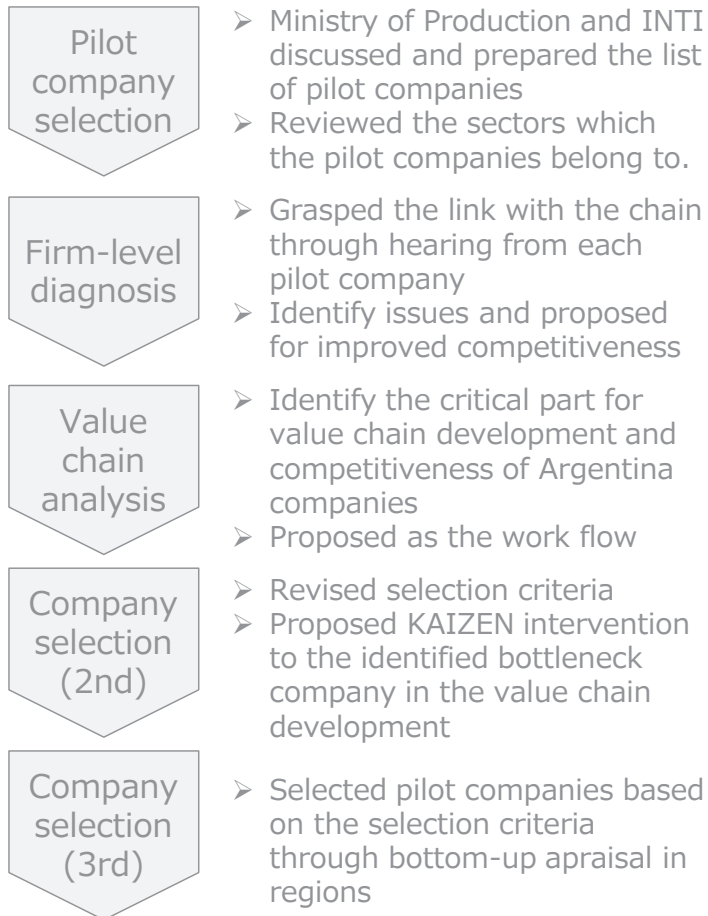 Pilot
company
selection
➢ Ministry of Production and INTI
discussed and prepared the list
of pilot companies
➢ Reviewed the sectors which
the pilot companies belong to.
Firm-level
diagnosis
➢ Grasped the link with the chain
through hearing from each
pilot company
➢ Identify issues and proposed
for improved competitiveness
Value
chain
analysis
➢ Identify the critical part for
value chain development and
competitiveness of Argentina
companies
➢ Proposed as the work flow
Company
selection
(2nd)
➢ Revised selection criteria
➢ Proposed KAIZEN intervention
to the identified bottleneck
company in the value chain
development
Company
selection
(3rd)
➢ Selected pilot companies based
on the selection criteria
through bottom-up apraisal in
regions